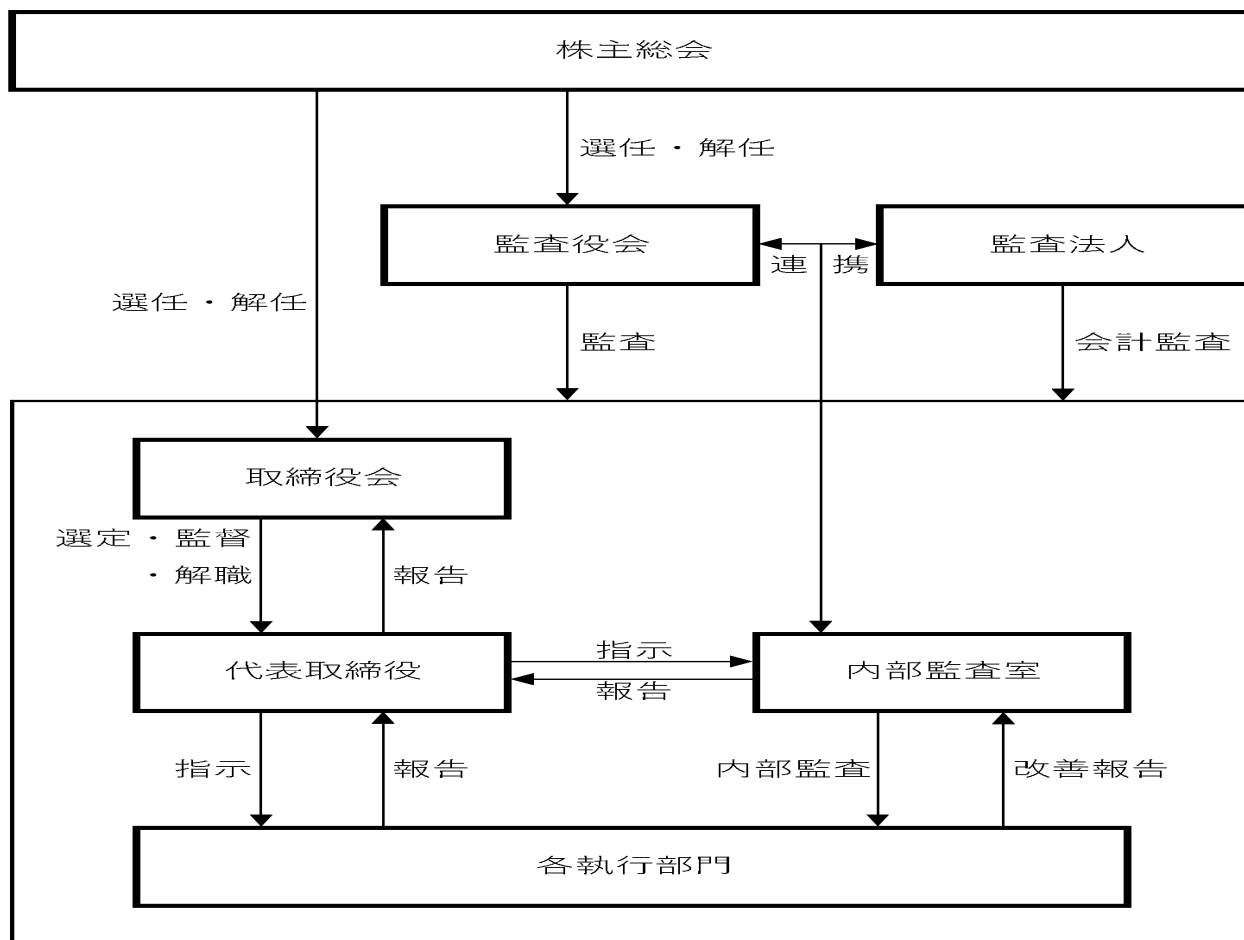 株主総会
選任・解任
監査役会
監査法人
連 携
選任・解任
監査
会計監査
取締役会
選定・監督
・解職
報告
代表取締役
指示
報告
内部監査室
指示
報告
内部監査
改善報告
各執行部門